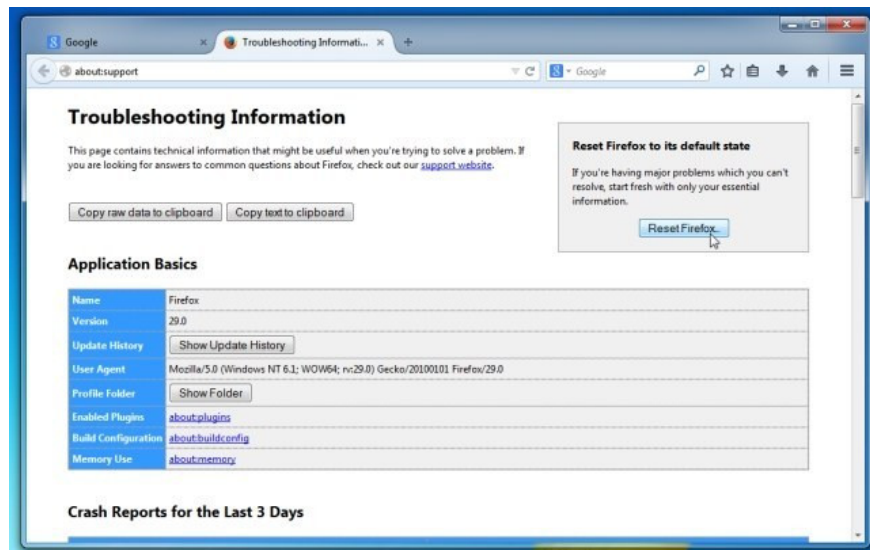 Google
Troubleshooting Informati...
about:support
Google
Troubleshooting Information
This page contains technical information that might be useful when you're trying to solve a problem. If
you are looking for answers to common questions about Firefox, check out our support website.
Copy raw data to clipboard
Copy text to clipboard
Reset Firefox to its default state
If you're having major problems which you can't
resolve, start fresh with only your essential
information.
Reset Firefox...
Application Basics
Name Firefox
Version 29.0
Update History Show Update History
User Agent Mozilla/5.0 (Windows NT 6.1; WOW64; rv:29.0) Gecko/20100101 Firefox/29.0
Profile Folder Show Folder
Enabled Plugins about:plugins
Build Configuration about:buildconfig
Memory Use about:memory
Crash Reports for the Last 3 Days